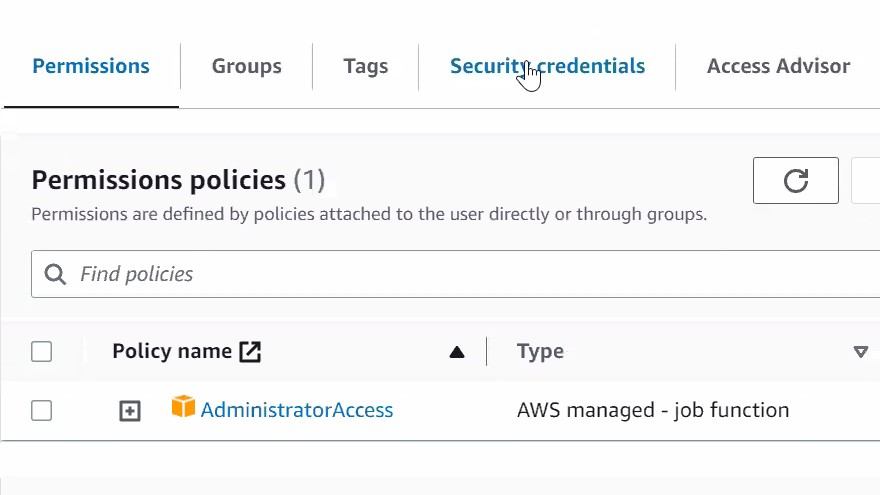 Permissions Groups Tags Security credentials Access Advisor
Permissions policies (1)
Permissions are defined by policies attached to the user directly or through groups.
Find policies
Policy name Type
AdministratorAccess AWS managed - job function